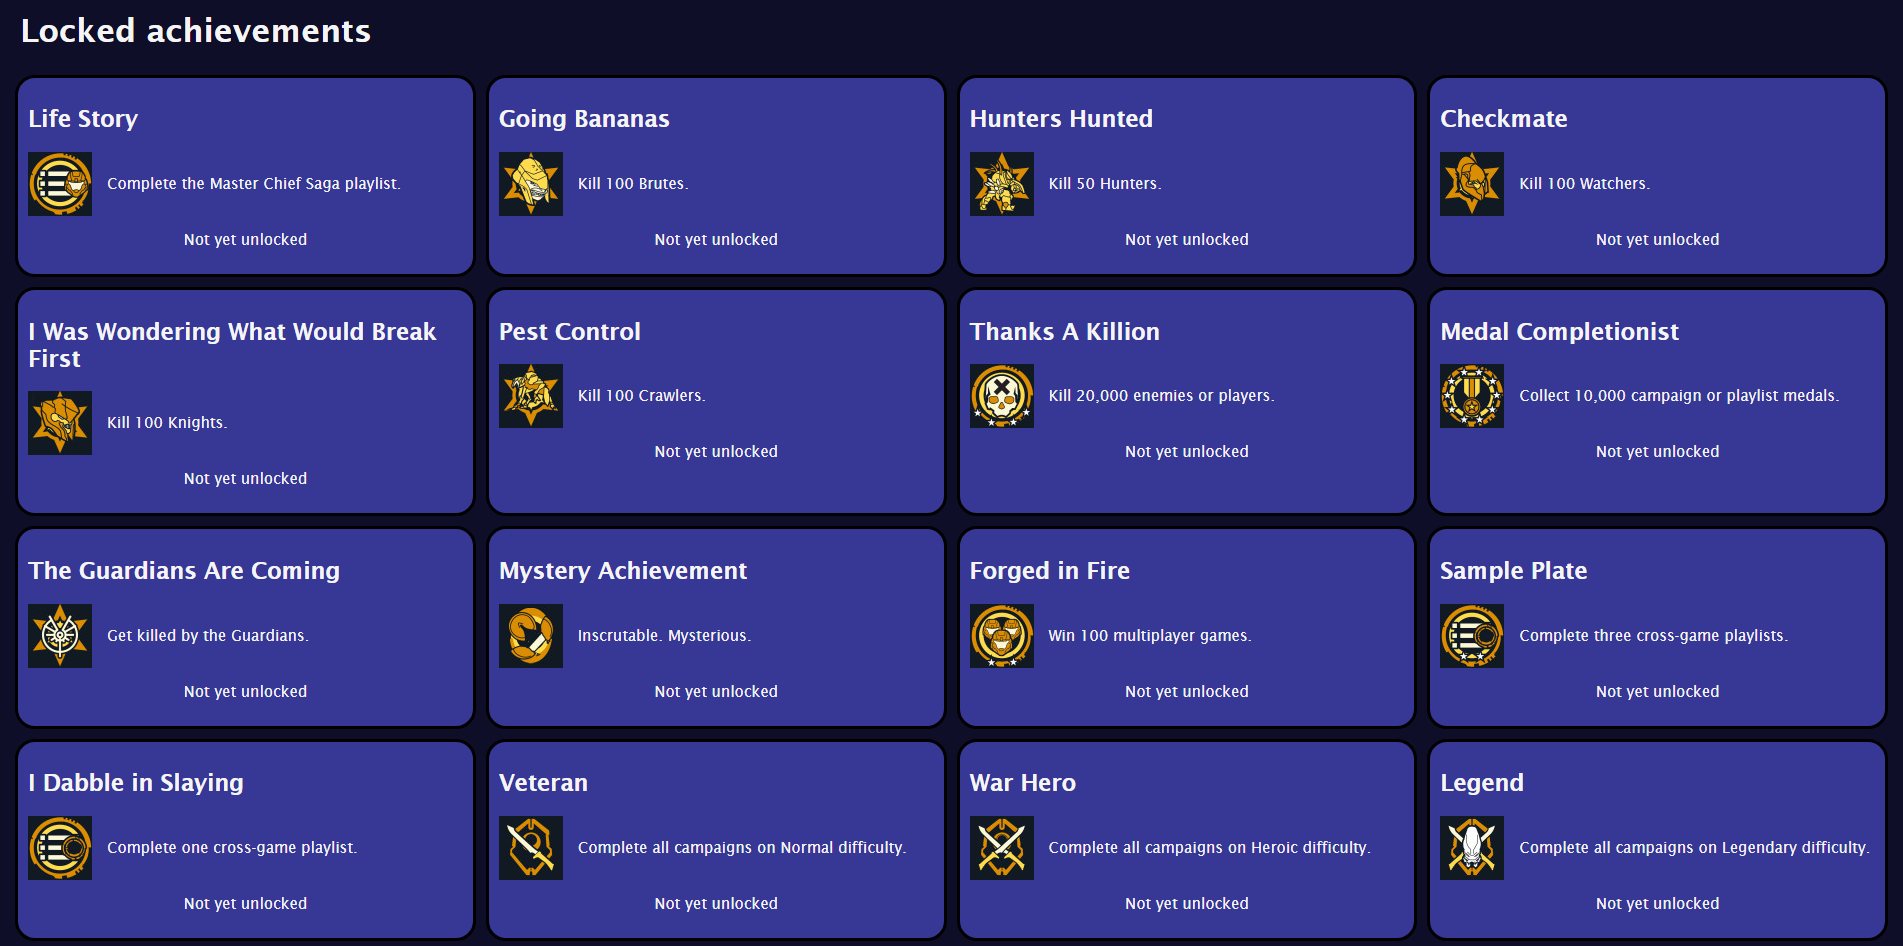 Locked achievements
Life Story
Complete the Master Chief Saga playlist.
Not yet unlocked
Going Bananas
Kill 100 Brutes.
Not yet unlocked
Hunters Hunted
Kill 50 Hunters.
Not yet unlocked
Checkmate
Kill 100 Watchers.
Not yet unlocked
I Was Wondering What Would Break
First
Kill 100 Knights.
Not yet unlocked
Pest Control
Kill 100 Crawlers.
Not yet unlocked
Thanks A Killion
Kill 20,000 enemies or players.
Not yet unlocked
Medal Completionist
Collect 10,000 campaign or playlist medals.
Not yet unlocked
The Guardians Are Coming
Get killed by the Guardians.
Not yet unlocked
Mystery Achievement
Inscrutable. Mysterious.
Not yet unlocked
Forged in Fire
Win 100 multiplayer games.
Not yet unlocked
Sample Plate
Complete three cross-game playlists.
Not yet unlocked
I Dabble in Slaying
Complete one cross-game playlist.
Not yet unlocked
Veteran
Complete all campaigns on Normal difficulty.
Not yet unlocked
War Hero
Complete all campaigns on Heroic difficulty.
Not yet unlocked
Legend
Complete all campaigns on Legendary difficulty.
Not yet unlocked